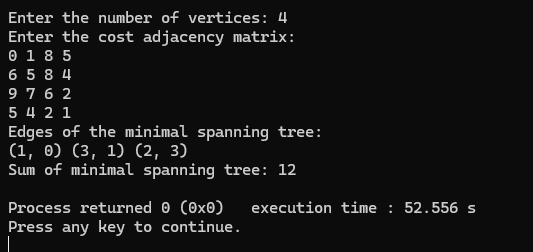 Enter the number of vertices: 4
Enter the cost adjacency matrix:
0 1 8 5
6 5 8 4
9 7 6 2
5 4 2 1
Edges of the minimal spanning tree:
(1, 0) (3, 1) (2, 3)
Sum of minimal spanning tree: 12
Process returned 0 (0x0)   execution time : 52.556 s
Press any key to continue.